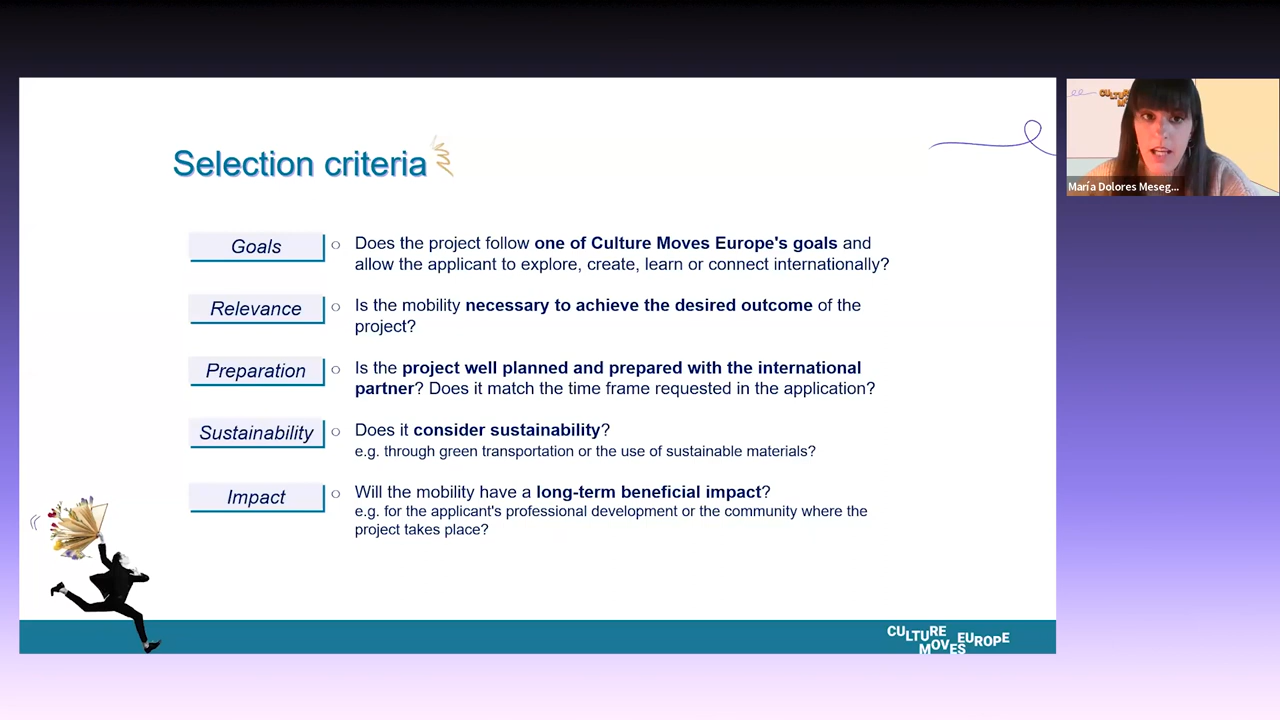 Selection criteria
Goals
Does the project follow one of Culture Moves Europe's goals and
allow the applicant to explore, create, learn or connect internationally?
Relevance
Is the mobility necessary to achieve the desired outcome of the
project?
Preparation
Is the project well planned and prepared with the international
partner? Does it match the time frame requested in the application?
Sustainability
Does it consider sustainability?
e.g. through green transportation or the use of sustainable materials?
Impact
Will the mobility have a long-term beneficial impact?
e.g. for the applicant's professional development or the community where the
project takes place?
CULTURE
MOVES EUROPE
María Dolores Meseg...